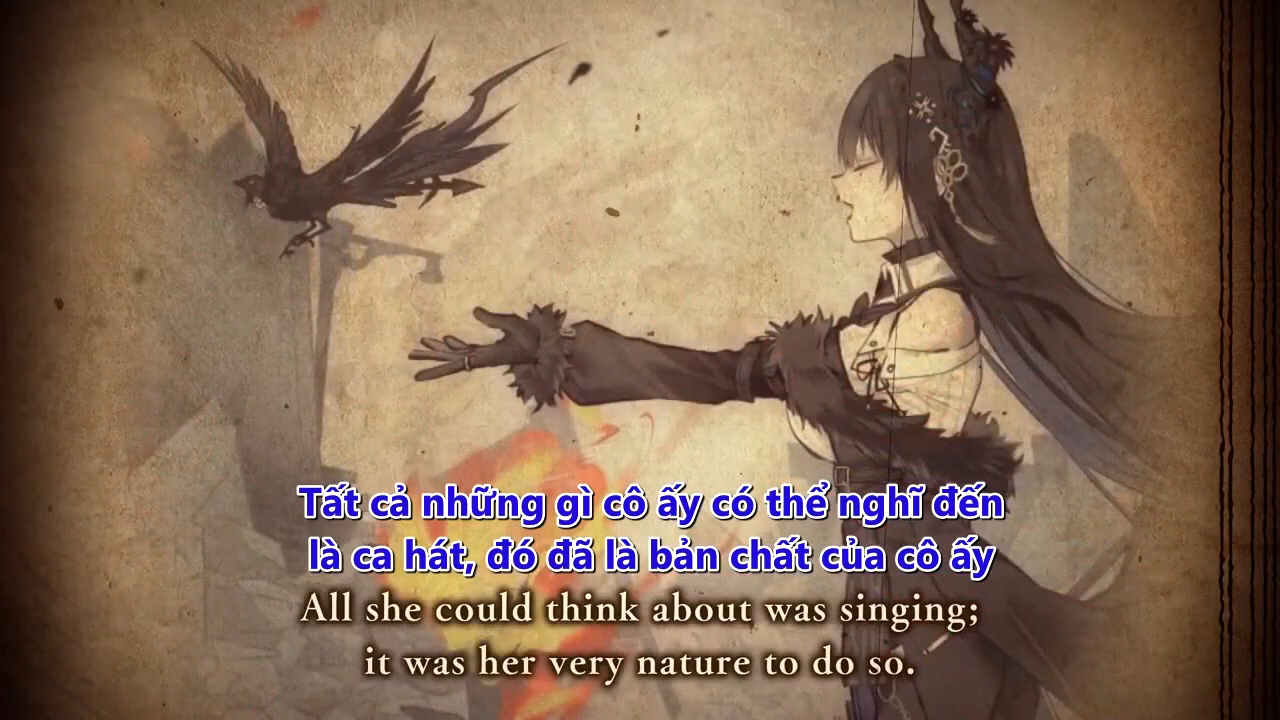 Tất cả những gì cô ấy có thể nghĩ đến
là ca hát, đó đã là bản chất của cô ấy
All she could think about was singing;
it was her very nature to do so.